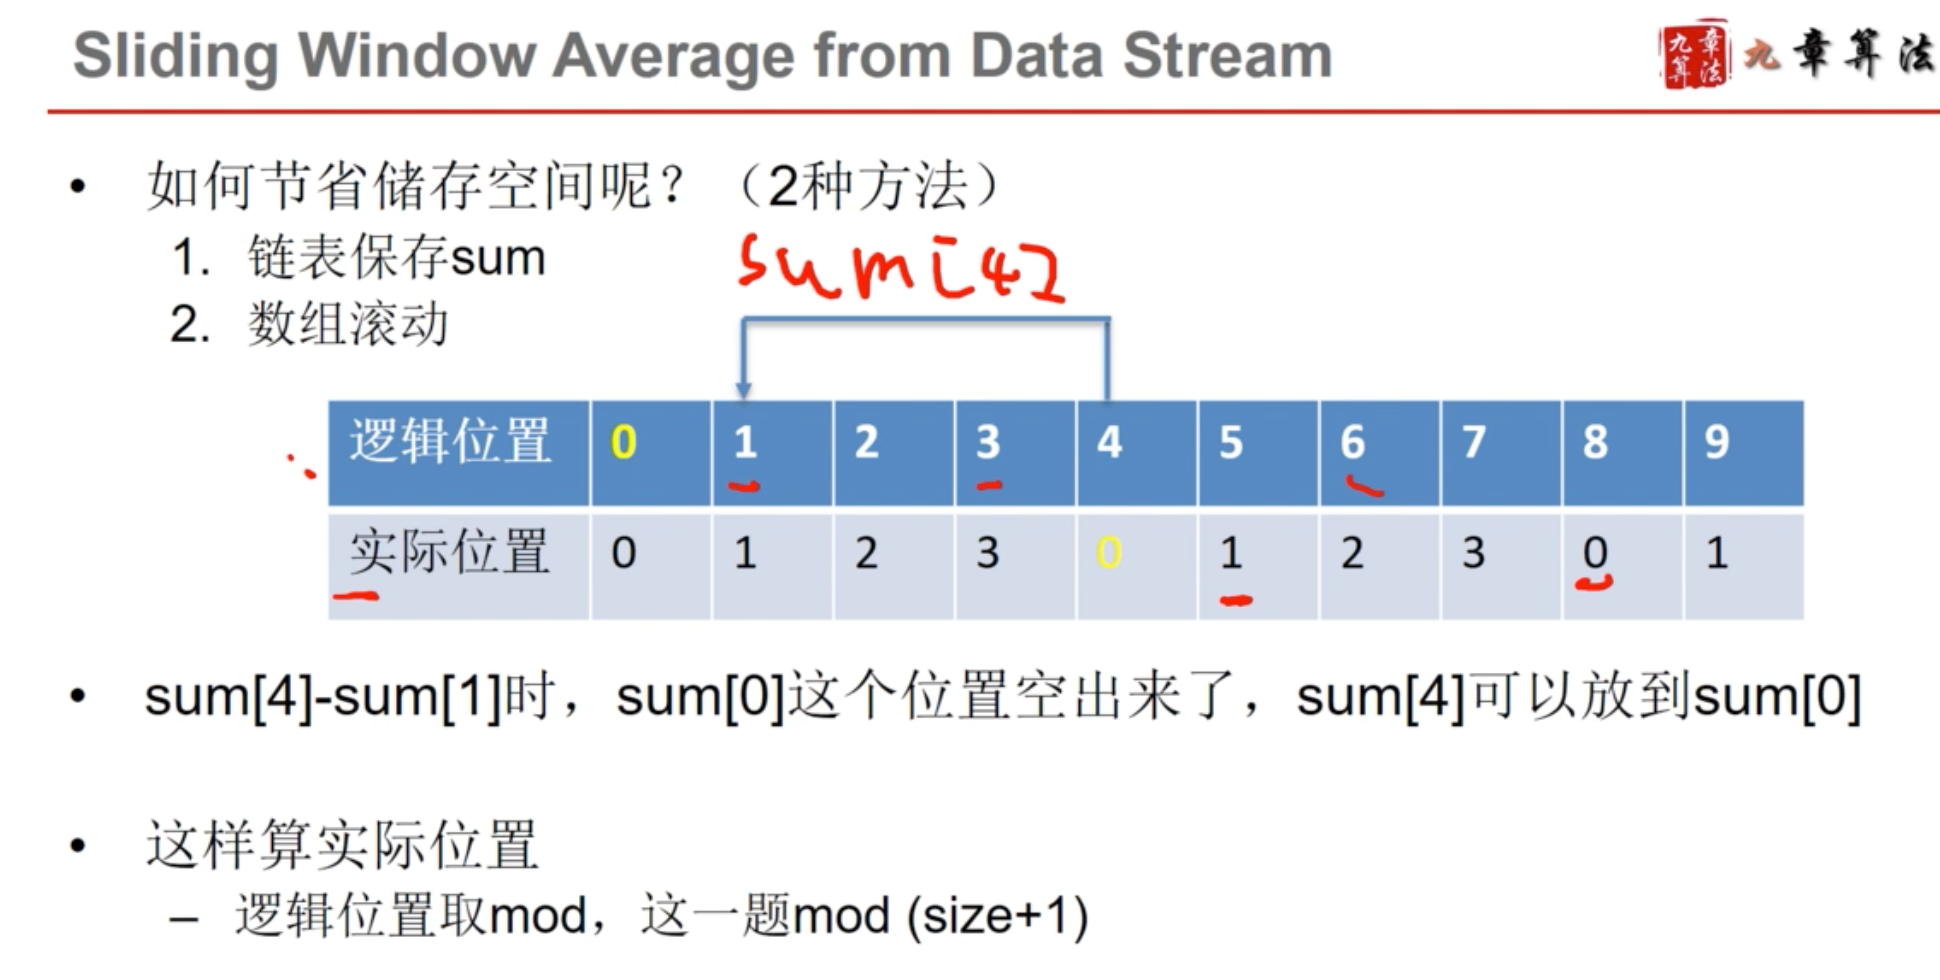 Sliding Window Average from Data Stream
九章算法 九章算法
• 如何节省储存空间呢？（2种方法）
1. 链表保存sum
2. 数组滚动
sum[4]
逻辑位置 0 1 2 3 4 5 6 7 8 9
实际位置 0 1 2 3 0 1 2 3 0 1
• sum[4]-sum[1]时，sum[0]这个位置空出来了，sum[4]可以放到sum[0]
• 这样算实际位置
– 逻辑位置取mod，这一题mod (size+1)